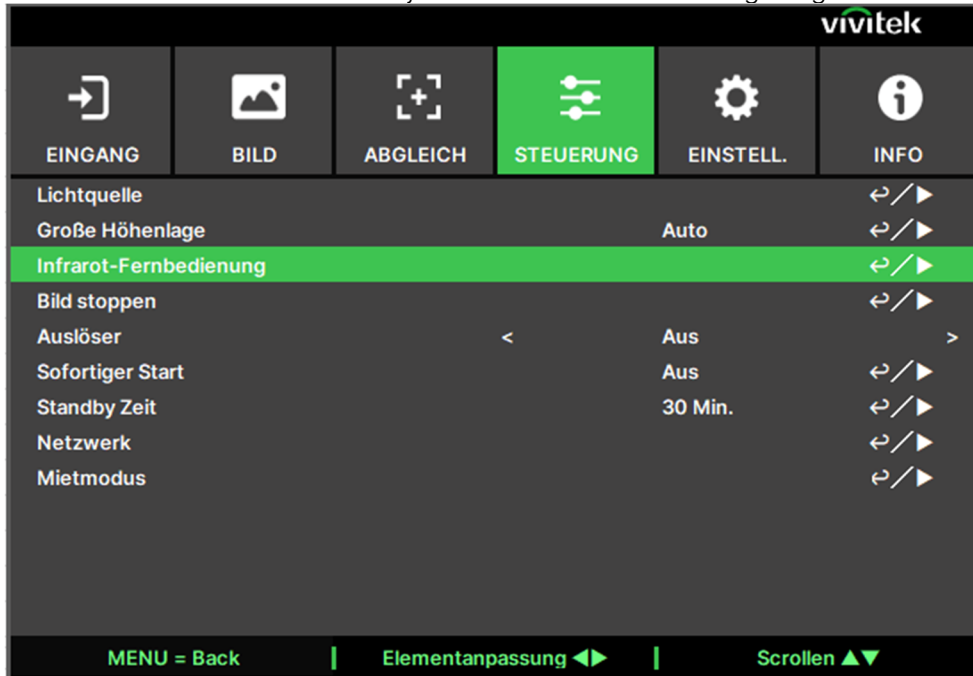 vivitek
EINGANG BILD ABGLEICH STEUERUNG EINSTELL. INFO
Lichtquelle
Große Höhenlage Auto
Infrarot-Fernbedienung
Bild stoppen
Auslöser < Aus >
Sofortiger Start Aus
Standby Zeit 30 Min.
Netzwerk
Mietmodus
MENU = Back Elementanpassung ◀▶ Scrollen ▲▼